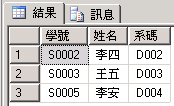 結果 訊息
學號 姓名 系碼
1 S0002 李四 D002
2 S0003 王五 D003
3 S0005 李安 D004